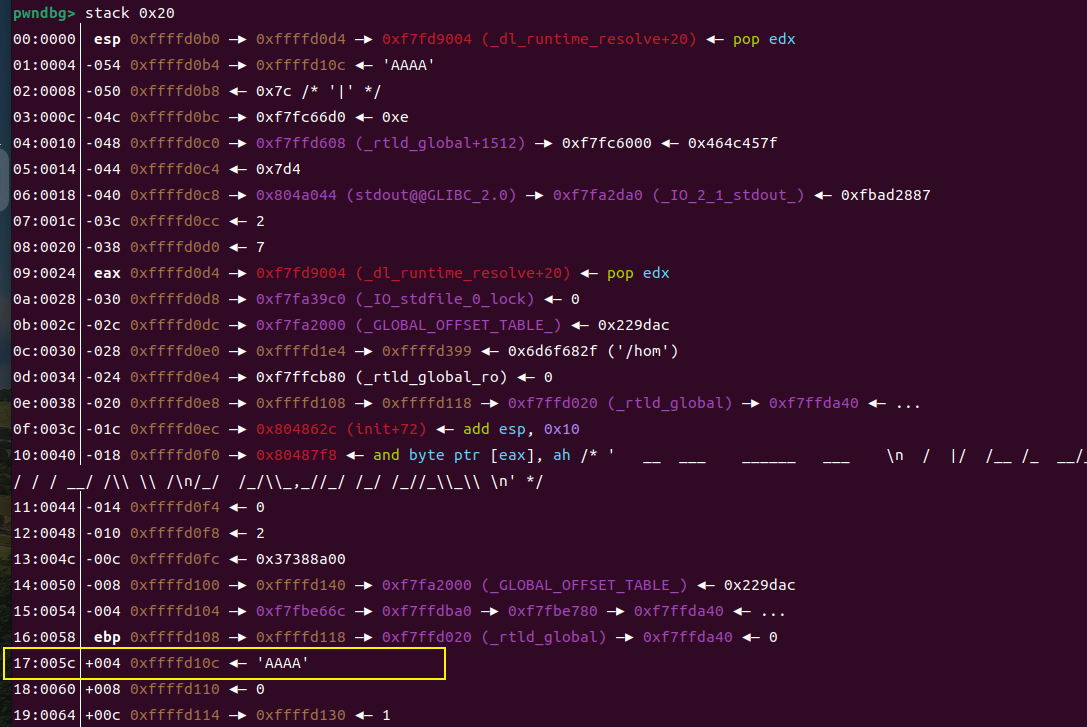 pwndbg> stack 0x20
00:0000│ esp 0xffffd0b0 —▸ 0xffffd0d4 —▸ 0xf7fd9004 (_dl_runtime_resolve+20) ◂— pop edx
01:0004│-054 0xffffd0b4 —▸ 0xffffd10c ◂— 'AAAA'
02:0008│-050 0xffffd0b8 ◂— 0x7c /* '|' */
03:000c│-04c 0xffffd0bc —▸ 0xf7fc66d0 ◂— 0xe
04:0010│-048 0xffffd0c0 —▸ 0xf7ffd608 (_rtld_global+1512) —▸ 0xf7fc6000 ◂— 0x464c457f
05:0014│-044 0xffffd0c4 ◂— 0x7d4
06:0018│-040 0xffffd0c8 —▸ 0x804a044 (stdout@@GLIBC_2.0) —▸ 0xf7fa2da0 (_IO_2_1_stdout_) ◂— 0xfbad2887
07:001c│-03c 0xffffd0cc ◂— 2
08:0020│-038 0xffffd0d0 ◂— 7
09:0024│ eax 0xffffd0d4 —▸ 0xf7fd9004 (_dl_runtime_resolve+20) ◂— pop edx
0a:0028│-030 0xffffd0d8 —▸ 0xf7fa39c0 (_IO_stdfile_0_lock) ◂— 0
0b:002c│-02c 0xffffd0dc —▸ 0xf7fa2000 (_GLOBAL_OFFSET_TABLE_) ◂— 0x229dac
0c:0030│-028 0xffffd0e0 —▸ 0xffffd1e4 —▸ 0xffffd399 ◂— 0x6d6f682f ('/hom')
0d:0034│-024 0xffffd0e4 —▸ 0xf7ffcb80 (_rtld_global_ro) ◂— 0
0e:0038│-020 0xffffd0e8 —▸ 0xffffd108 —▸ 0xffffd118 —▸ 0xf7ffd020 (_rtld_global) —▸ 0xf7ffda40 ◂— ...
0f:003c│-01c 0xffffd0ec —▸ 0x804862c (init+72) ◂— add esp, 0x10
10:0040│-018 0xffffd0f0 —▸ 0x80487f8 ◂— and byte ptr [eax], ah /* '   __  ___    ______   ___    \n  /  |/  /__ /_  __/_
/ / / __/ /\\ \\ /\n/_/  /_/\\_,_//_/ /_/ /_//_\\_\\ \n' */
11:0044│-014 0xffffd0f4 ◂— 0
12:0048│-010 0xffffd0f8 ◂— 2
13:004c│-00c 0xffffd0fc ◂— 0x37388a00
14:0050│-008 0xffffd100 —▸ 0xffffd140 —▸ 0xf7fa2000 (_GLOBAL_OFFSET_TABLE_) ◂— 0x229dac
15:0054│-004 0xffffd104 —▸ 0xf7fbe66c —▸ 0xf7ffdba0 —▸ 0xf7fbe780 —▸ 0xf7ffda40 ◂— ...
16:0058│ ebp 0xffffd108 —▸ 0xffffd118 —▸ 0xf7ffd020 (_rtld_global) —▸ 0xf7ffda40 ◂— 0
17:005c│+004 0xffffd10c ◂— 'AAAA'
18:0060│+008 0xffffd110 ◂— 0
19:0064│+00c 0xffffd114 —▸ 0xffffd130 ◂— 1